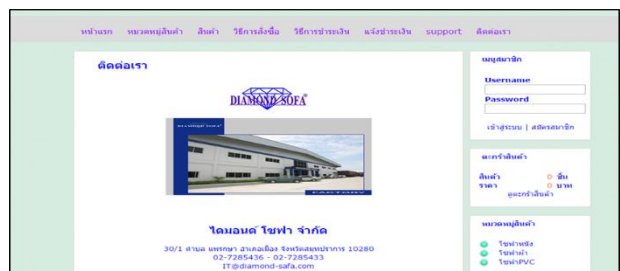 หน้าแรก หมวดหมู่สินค้า สินค้า วิธีการสั่งซื้อ วิธีการชำระเงิน แจ้งชำระเงิน support ติดต่อเรา
ติดต่อเรา
DIAMOND SOFA
DIAMOND SOFA
FACTORY
ไดมอนด์ โซฟา จำกัด
30/1 ตำบล แพรกษา อำเภอเมือง จังหวัดสมุทรปราการ 10280
02-7285436 - 02-7285433
IT@diamond-safa.com
เมนูสมาชิก
Username
Password
เข้าสู่ระบบ | สมัครสมาชิก
ตะกร้าสินค้า
สินค้า 0 ชิ้น
ราคา 0 บาท
ดูตะกร้าสินค้า
หมวดหมู่สินค้า
โซฟาหนัง
โซฟาผ้า
โซฟาPVC